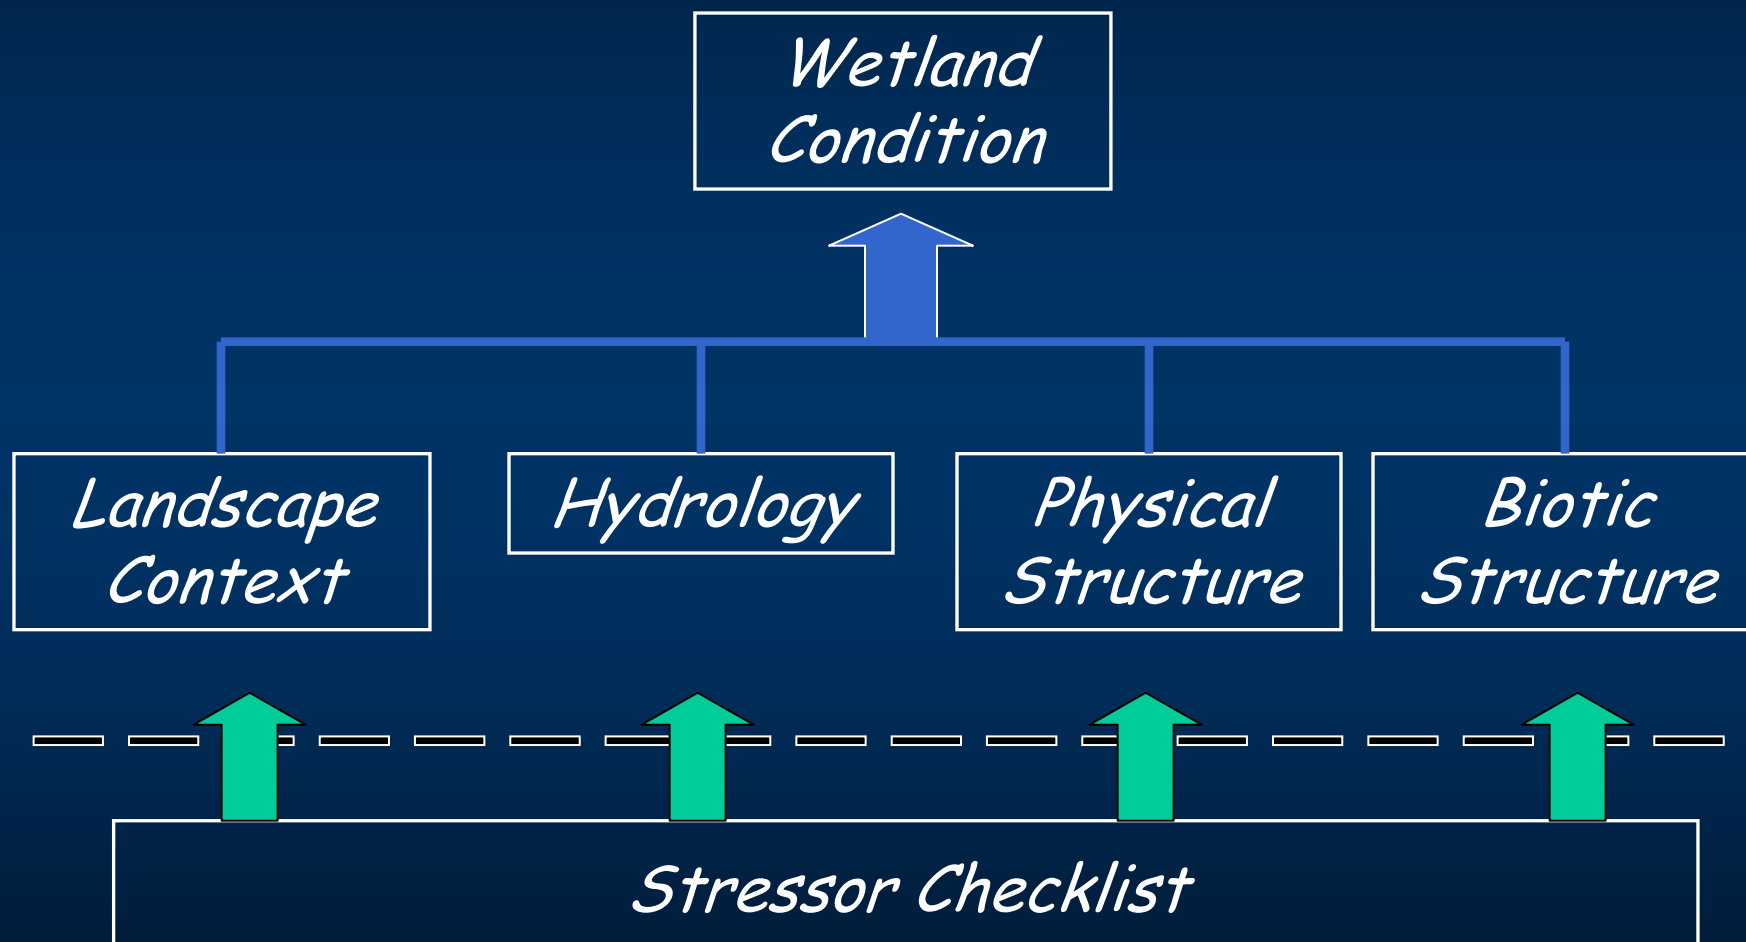 Wetland
Condition
Landscape
Context
Hydrology
Physical
Structure
Biotic
Structure
Stressor Checklist